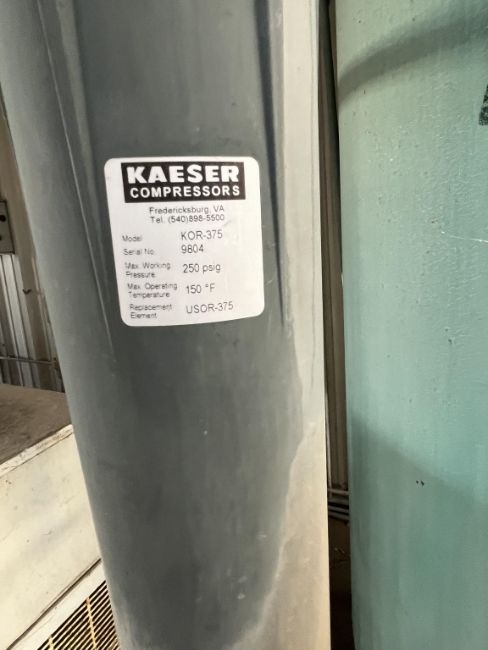 KAESER
COMPRESSORS
Fredericksburg, VA
Tel. (540)898-5500
Model KOR-375
Serial No. 9804
Max. Working
Pressure 250 psig
Max. Operating
Temperature 150 °F
Replacement
Element USOR-375